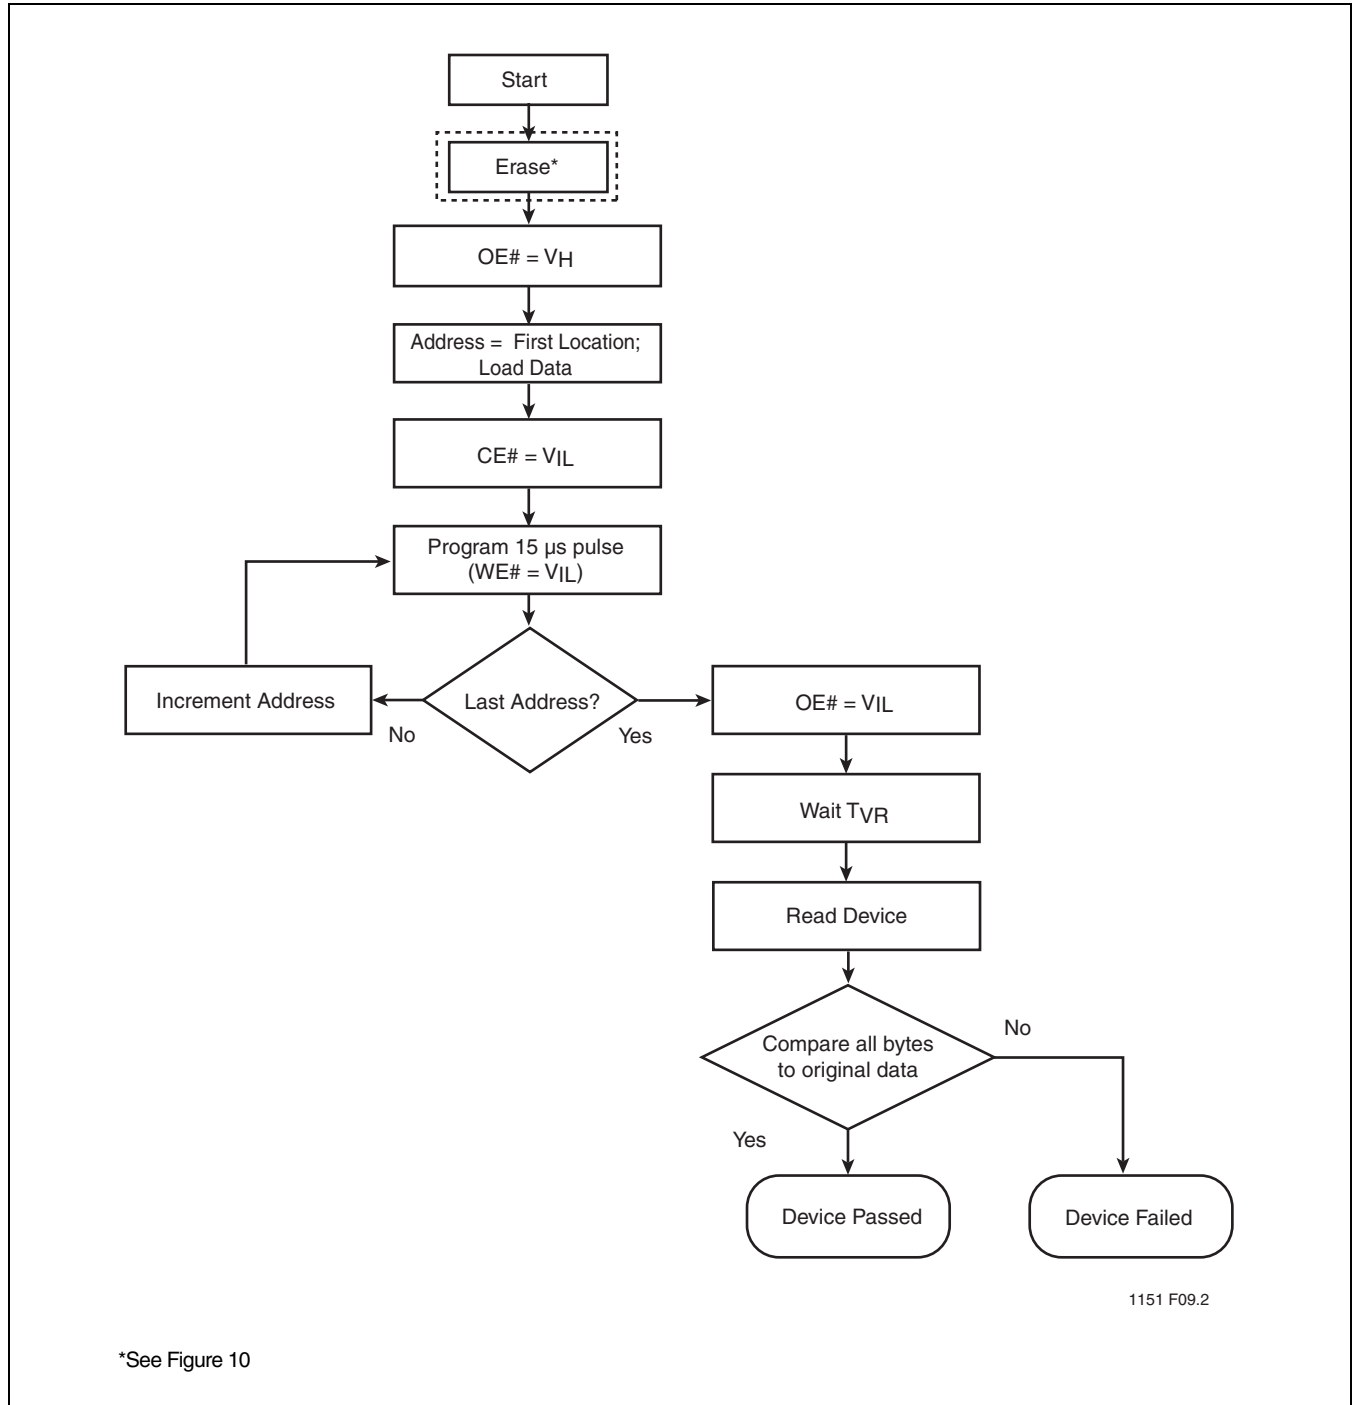 Start
Erase*
OE# = VH
Address = First Location;
Load Data
CE# = VIL
Program 15 µs pulse
(WE# = VIL)
Increment Address
No
Last Address?
Yes
OE# = VIL
Wait TVR
Read Device
Compare all bytes
to original data
No
Yes
Device Passed
Device Failed
1151 F09.2
*See Figure 10